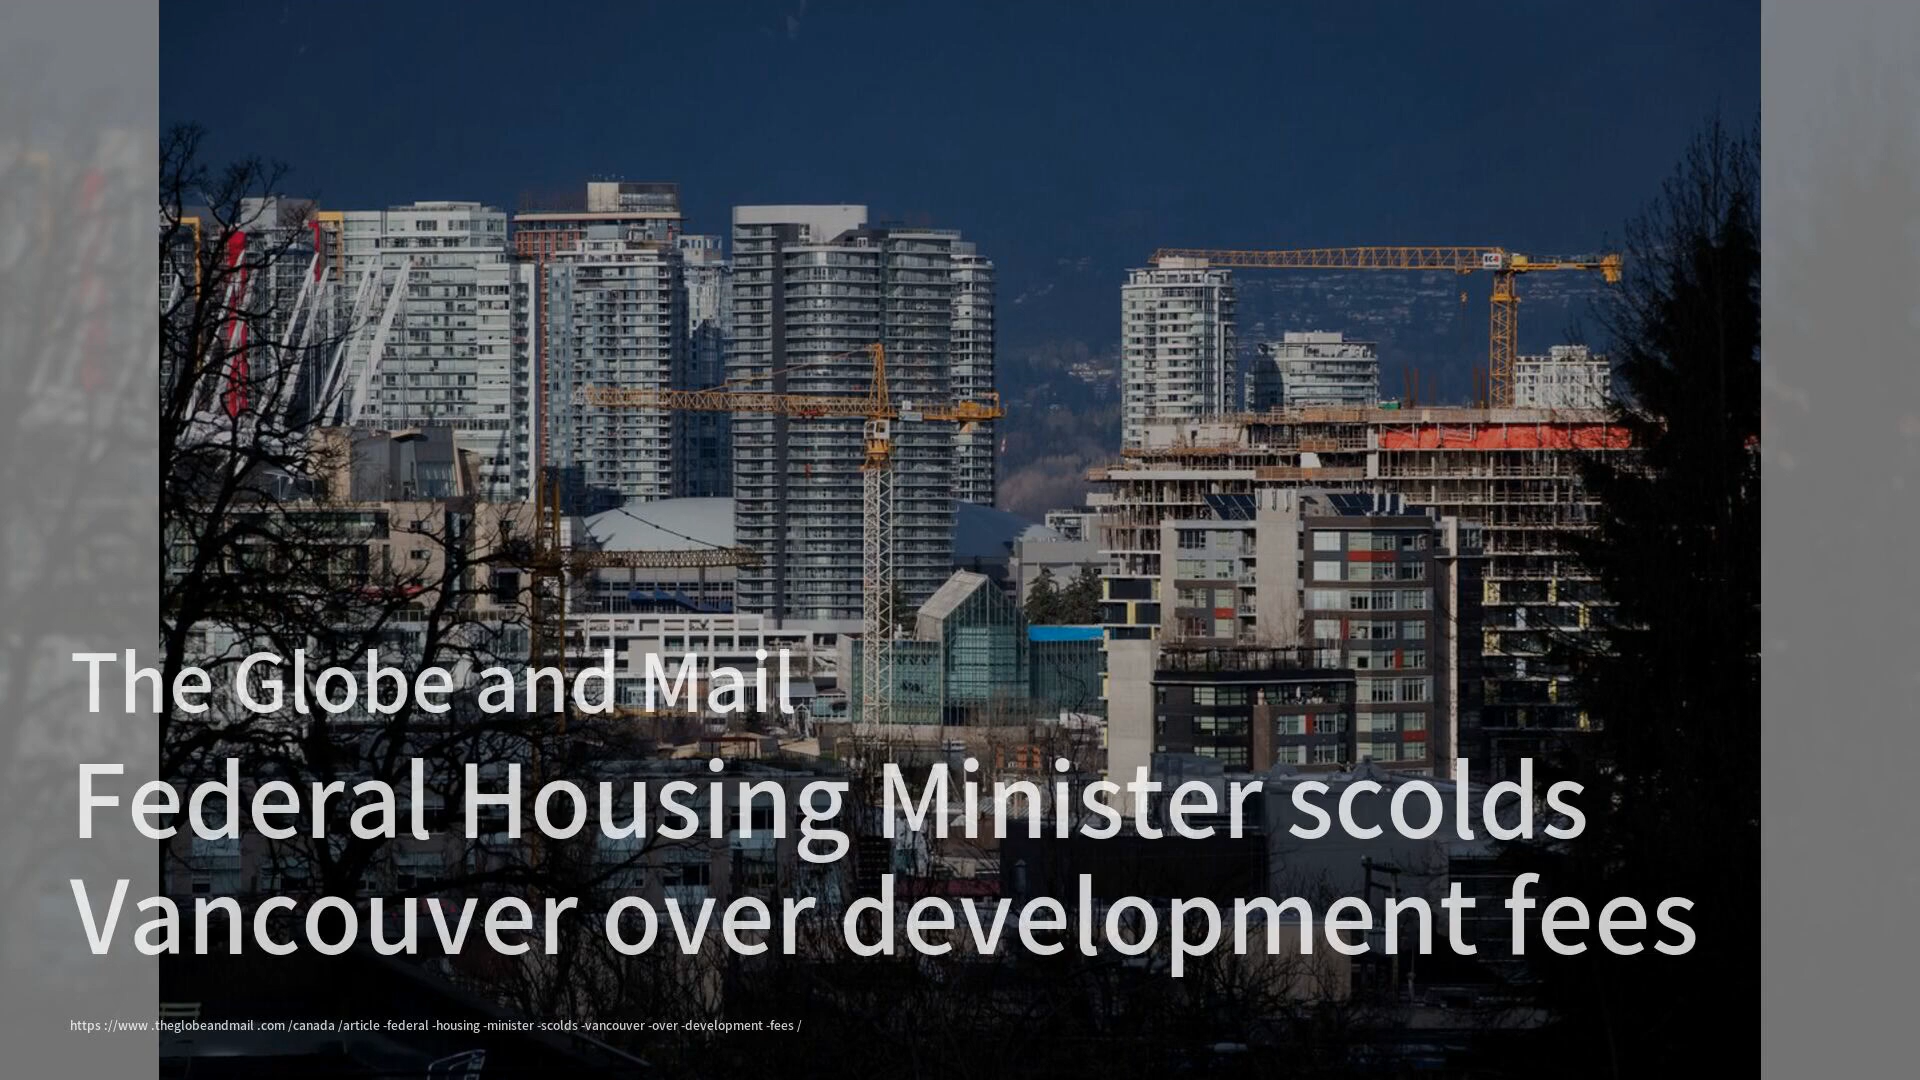 The Globe and Mail
Federal Housing Minister scolds
Vancouver over development fees
https ://www .theglobeandmail .com /canada /article -federal -housing -minister -scolds -vancouver -over -development -fees /